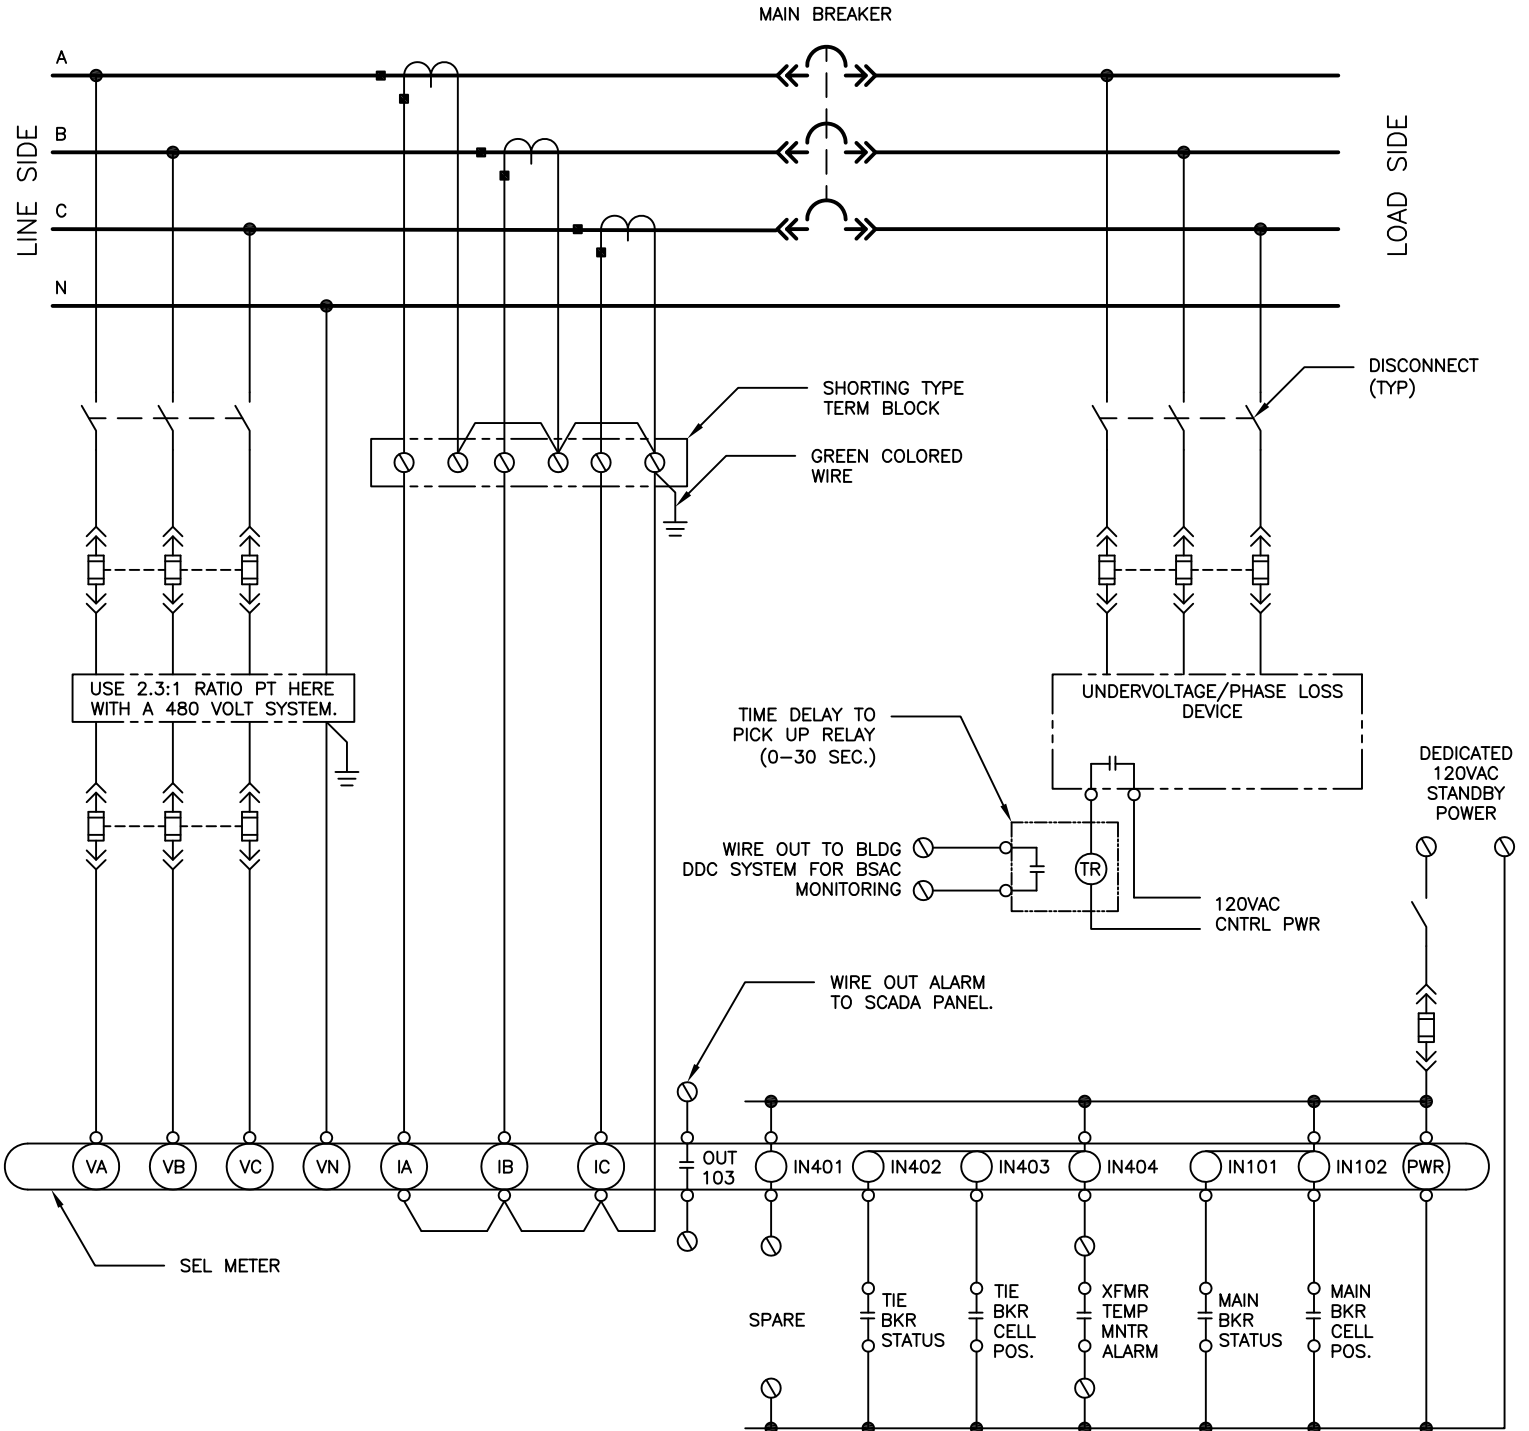 MAIN BREAKER
A
B
C
N
LINE SIDE
LOAD SIDE
DISCONNECT
(TYP)
SHORTING TYPE
TERM BLOCK
GREEN COLORED
WIRE
USE 2.3:1 RATIO PT HERE
WITH A 480 VOLT SYSTEM.
UNDERVOLTAGE/PHASE LOSS
DEVICE
TIME DELAY TO
PICK UP RELAY
(0-30 SEC.)
DEDICATED
120VAC
STANDBY
POWER
WIRE OUT TO BLDG
DDC SYSTEM FOR BSAC
MONITORING
TR
120VAC
CNTRL PWR
WIRE OUT ALARM
TO SCADA PANEL.
VA
VB
VC
VN
IA
IB
IC
OUT
103
IN401
IN402
IN403
IN404
IN101
IN102
PWR
SEL METER
SPARE
TIE
BKR
STATUS
TIE
BKR
CELL
POS.
XFMR
TEMP
MNTR
ALARM
MAIN
BKR
STATUS
MAIN
BKR
CELL
POS.